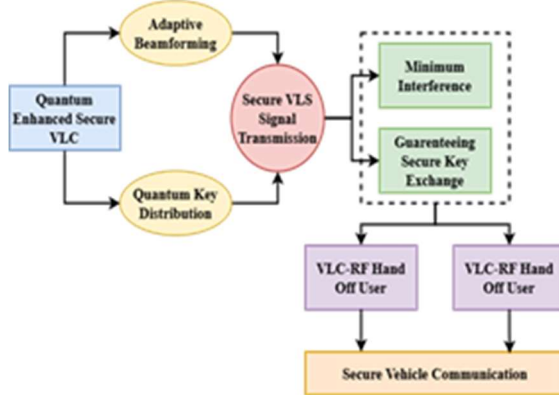 Adaptive
Beamforming
Quantum
Enhanced Secure
VLC
Quantum Key
Distribution
Secure VLS
Signal
Transmission
Minimum
Interference
Guarenteeing
Secure Key
Exchange
VLC-RF Hand
Off User
VLC-RF Hand
Off User
Secure Vehicle Communication